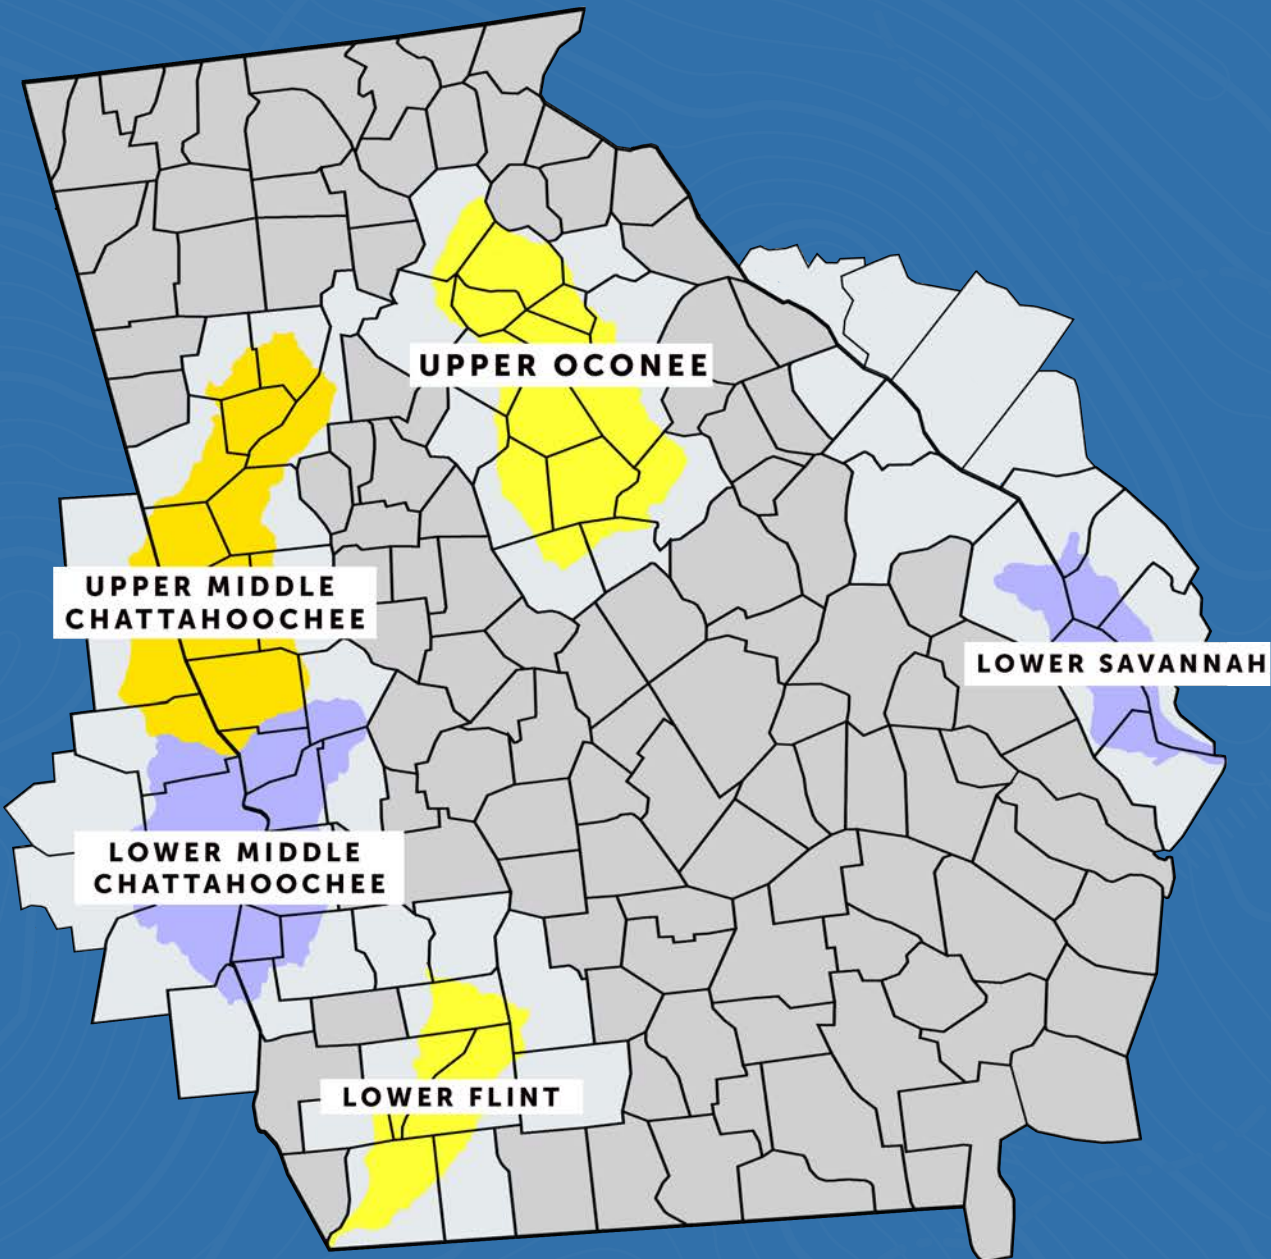 UPPER OCONEE
UPPER MIDDLE
CHATTAHOOCHEE
LOWER SAVANNAH
LOWER MIDDLE
CHATTAHOOCHEE
LOWER FLINT